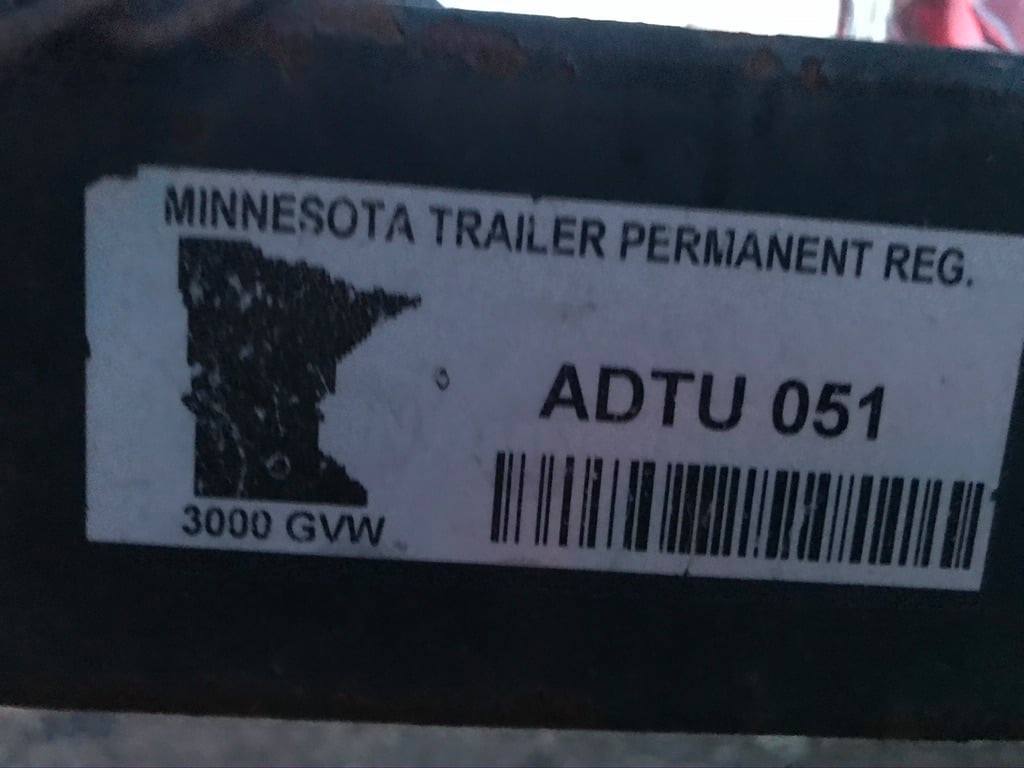 MINNESOTA TRAILER PERMANENT REG.
ADTU 051
3000 GVW